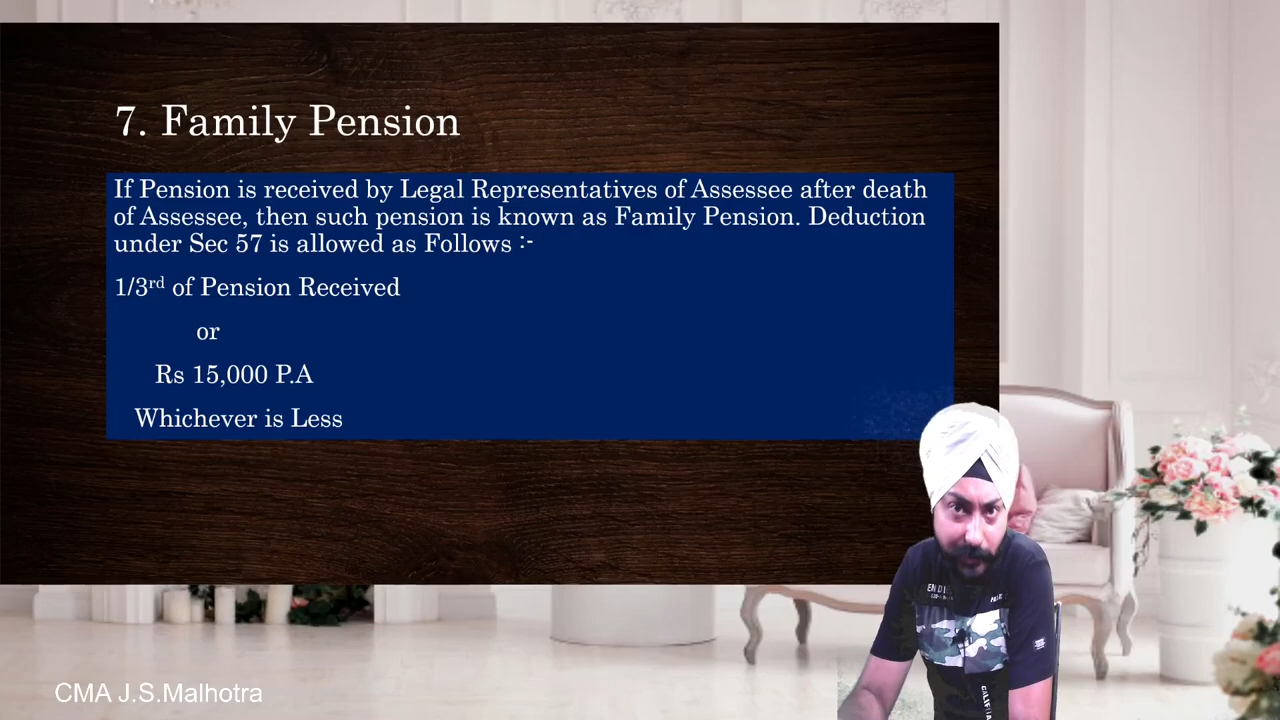 7. Family Pension
If Pension is received by Legal Representatives of Assessee after death
of Assessee, then such pension is known as Family Pension. Deduction
under Sec 57 is allowed as Follows :-
1/3rd of Pension Received
or
Rs 15,000 P.A
Whichever is Less
CMA J.S.Malhotra